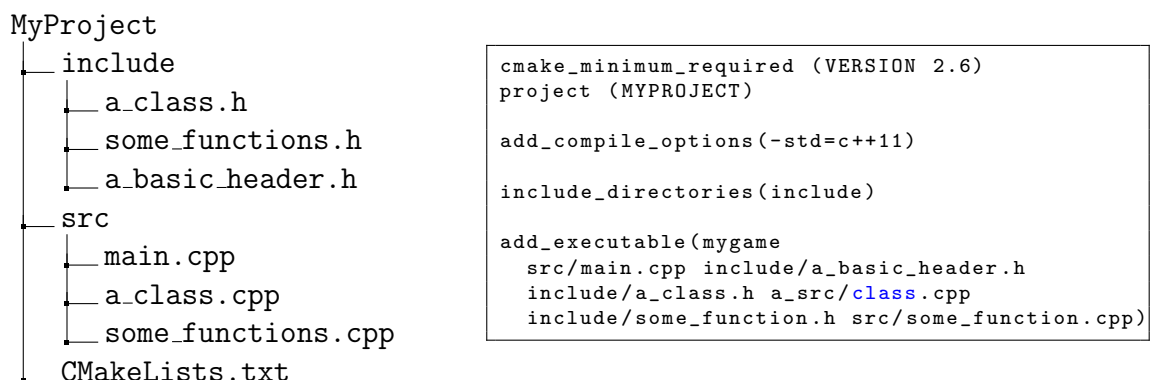 MyProject
include
a_class.h
some_functions.h
a_basic_header.h
src
main.cpp
a_class.cpp
some_functions.cpp
CMakeLists.txt
cmake_minimum_required (VERSION 2.6)
project (MYPROJECT)
add_compile_options(-std=c++11)
include_directories(include)
add_executable(mygame
src/main.cpp include/a_basic_header.h
include/a_class.h a_src/class.cpp
include/some_function.h src/some_function.cpp)